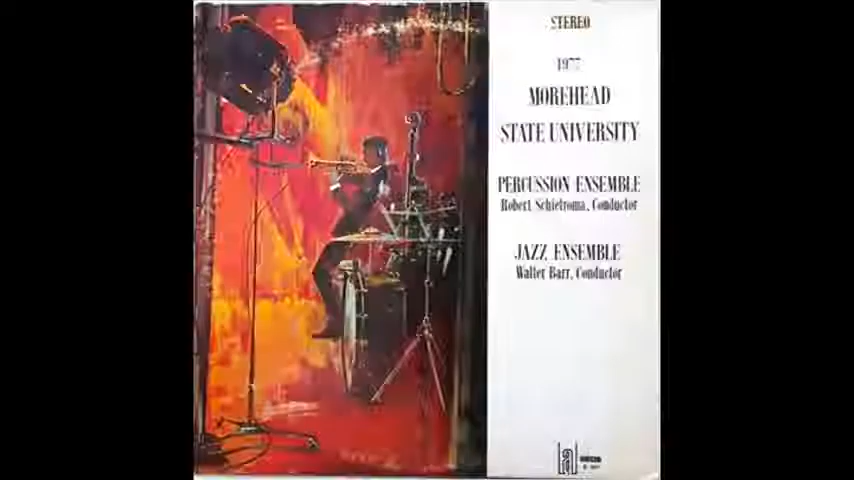 STEREO
1977
MOREHEAD
STATE UNIVERSITY
PERCUSSION ENSEMBLE
Robert Schietroma, Conductor
JAZZ ENSEMBLE
Walter Barr, Conductor